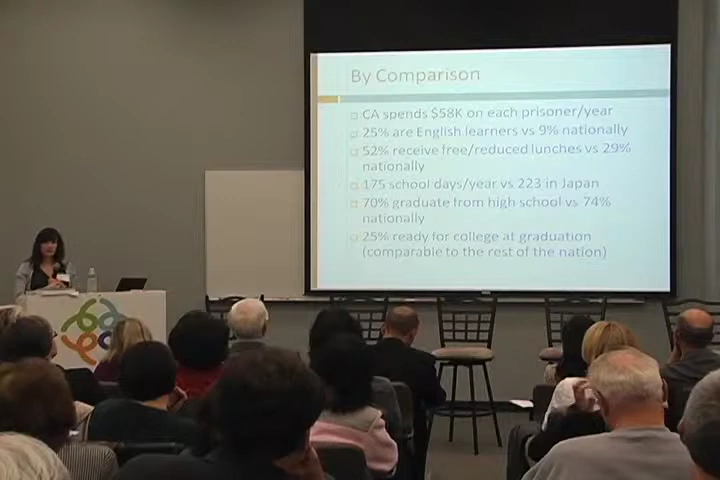 By Comparison
CA spends $58K on each prisoner/year
25% are English learners vs 9% nationally
52% receive free/reduced lunches vs 29%
nationally
175 school days/year vs 223 in Japan
70% graduate from high school vs 74%
nationally
25% ready for college at graduation
(comparable to the rest of the nation)